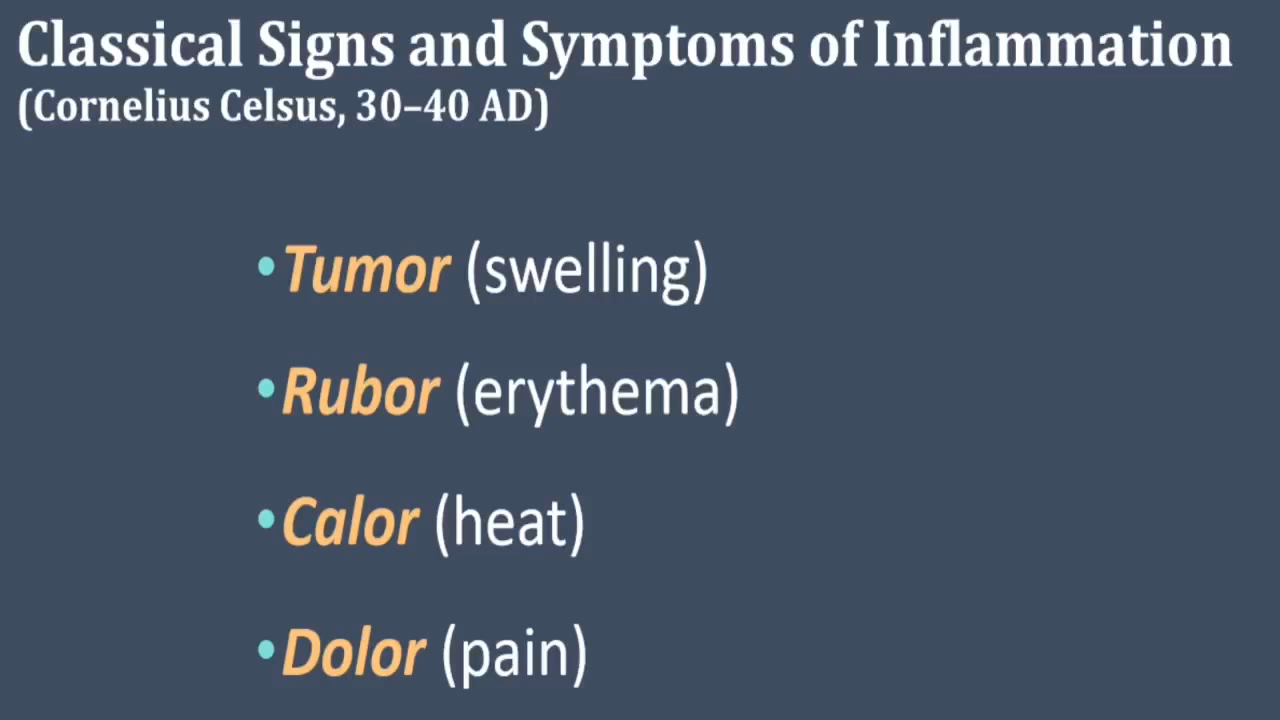 Classical Signs and Symptoms of Inflammation
(Cornelius Celsus, 30–40 AD)
• Tumor (swelling)
• Rubor (erythema)
• Calor (heat)
• Dolor (pain)